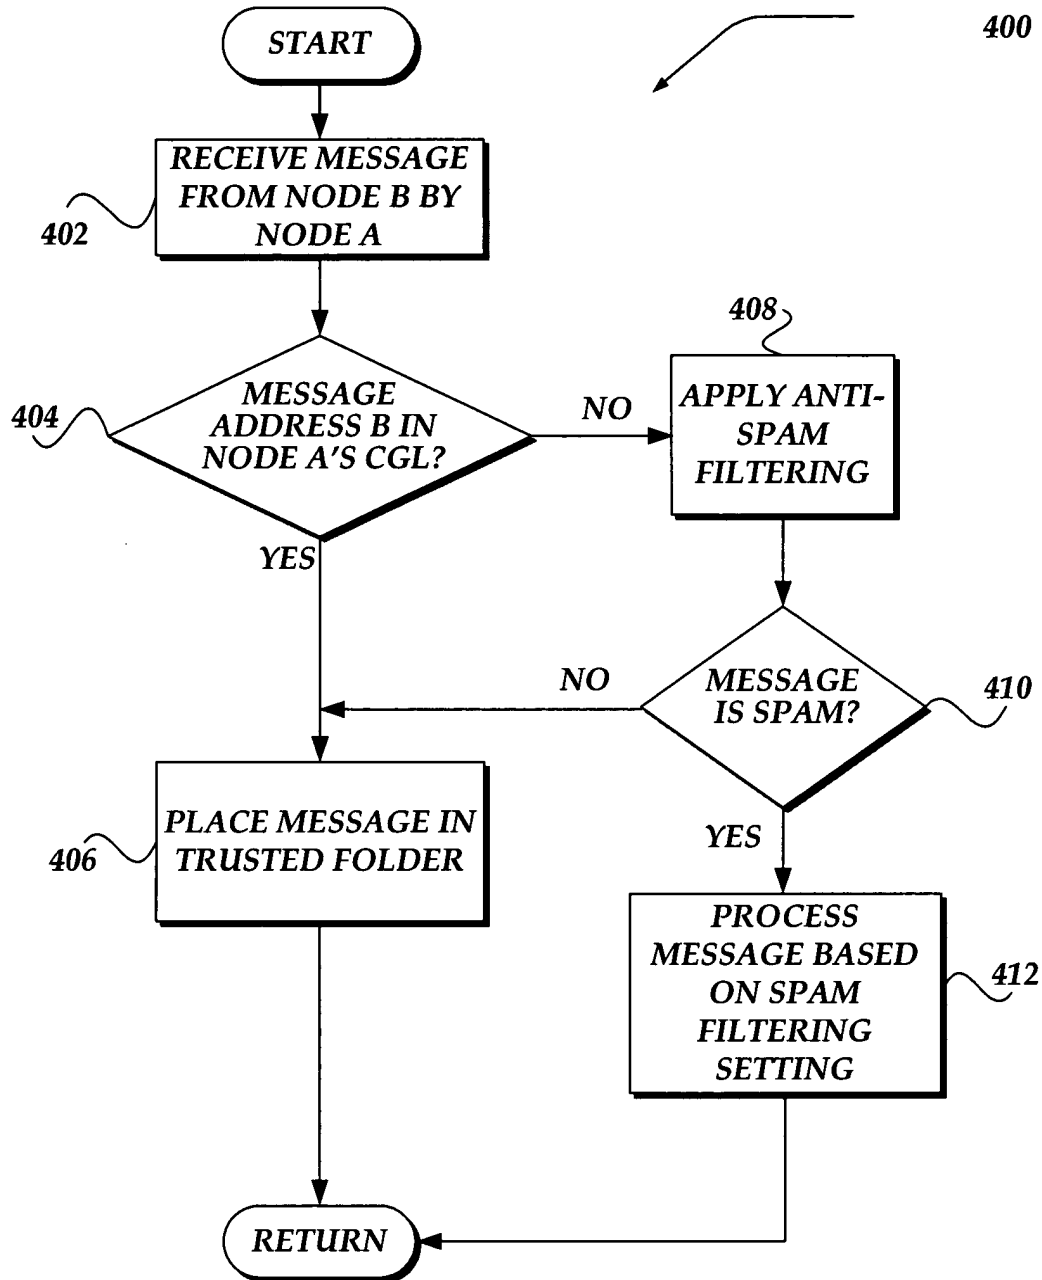 START
400
RECEIVE MESSAGE
FROM NODE B BY
NODE A
402
MESSAGE
ADDRESS B IN
NODE A'S CGL?
404
NO
408
APPLY ANTI-
SPAM
FILTERING
YES
NO
MESSAGE
IS SPAM?
410
PLACE MESSAGE IN
TRUSTED FOLDER
406
YES
PROCESS
MESSAGE BASED
ON SPAM
FILTERING
SETTING
412
RETURN